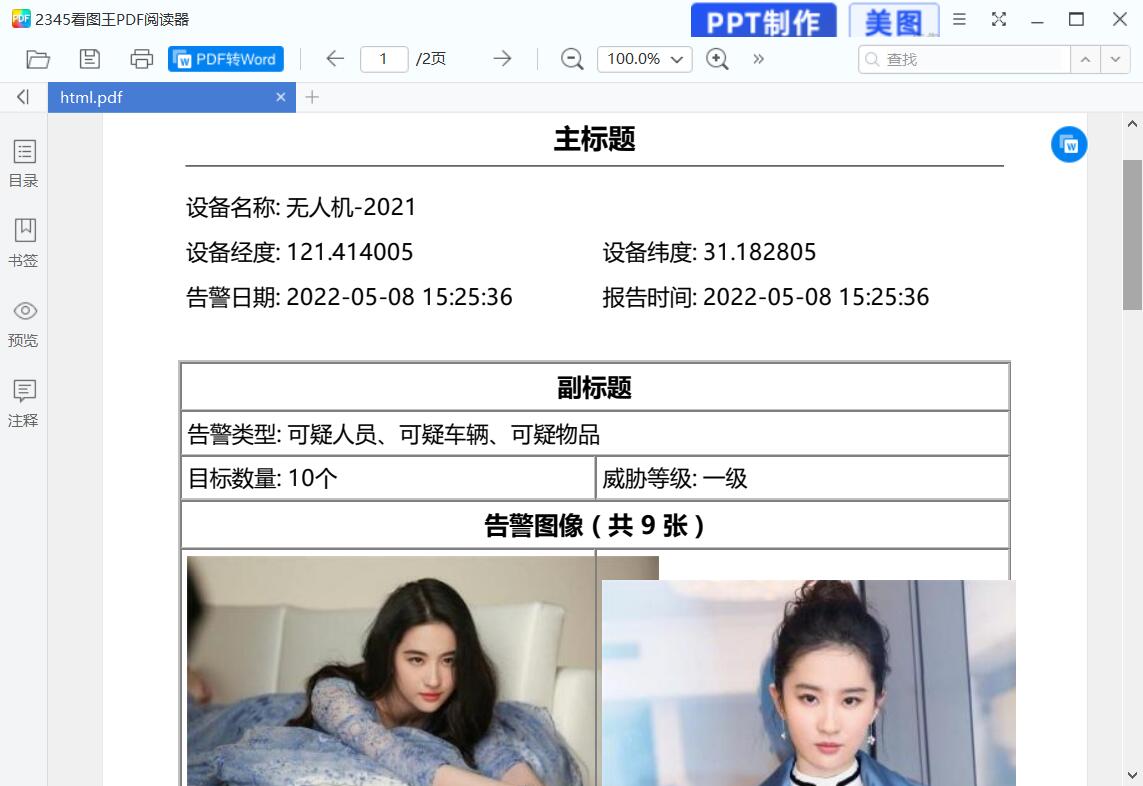 2345看图王PDF阅读器
PPT制作
美图
PDF转Word
1
/2页
100.0%
查找
html.pdf
目录
书签
预览
注释
主标题
设备名称: 无人机-2021
设备经度: 121.414005 设备纬度: 31.182805
告警日期: 2022-05-08 15:25:36 报告时间: 2022-05-08 15:25:36
副标题
告警类型: 可疑人员、可疑车辆、可疑物品
目标数量: 10个 威胁等级: 一级
告警图像 ( 共 9 张 )